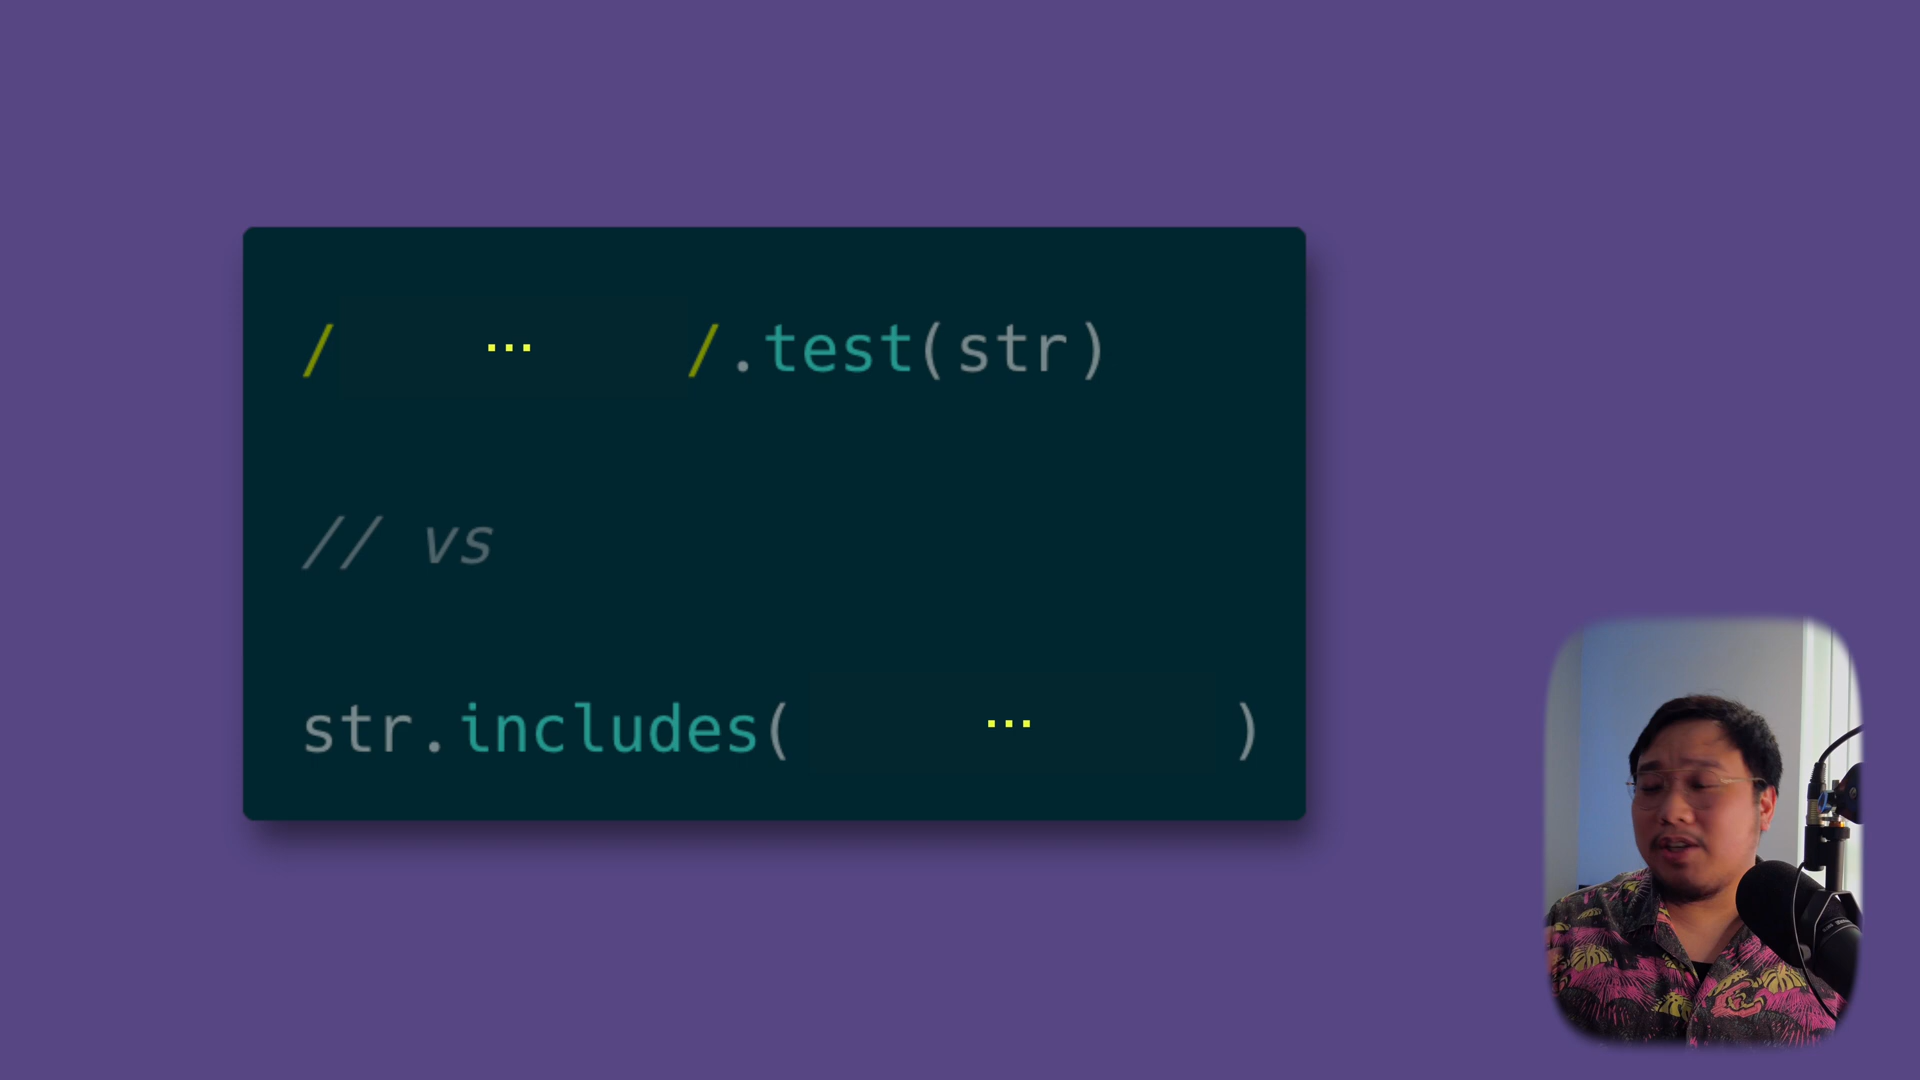 / ... /.test(str)
// vs
str.includes( ... )